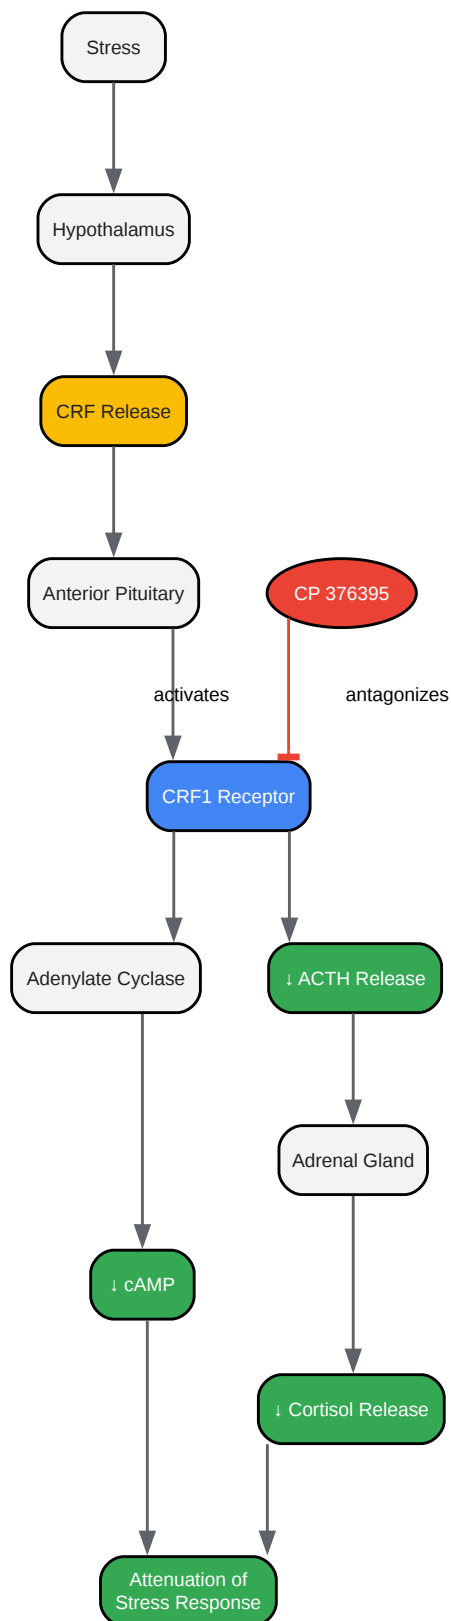 Stress
Hypothalamus
CRF Release
Anterior Pituitary
CP 376395
activates
antagonizes
CRF1 Receptor
Adenylate Cyclase
↓ ACTH Release
Adrenal Gland
↓ cAMP
↓ Cortisol Release
Attenuation of
Stress Response